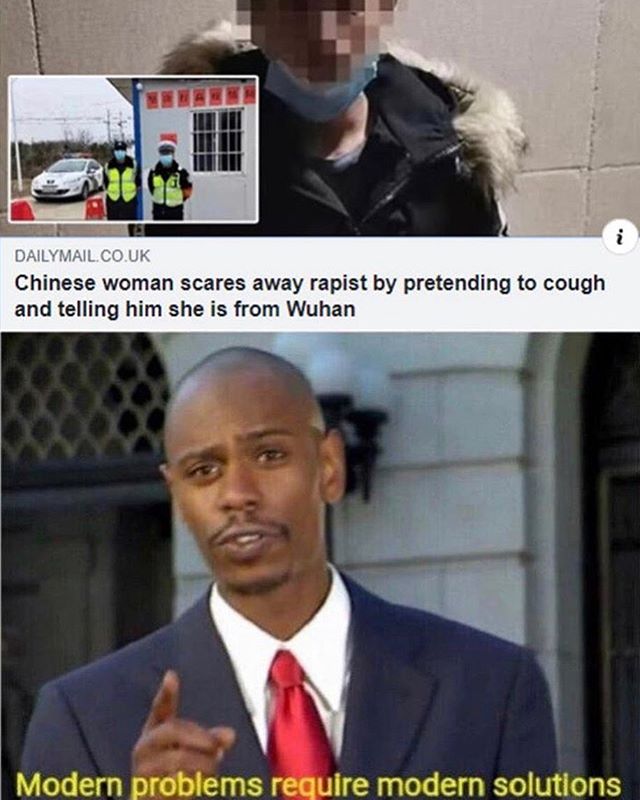 DAILYMAIL.CO.UK
Chinese woman scares away rapist by pretending to cough
and telling him she is from Wuhan
Modern problems require modern solutions